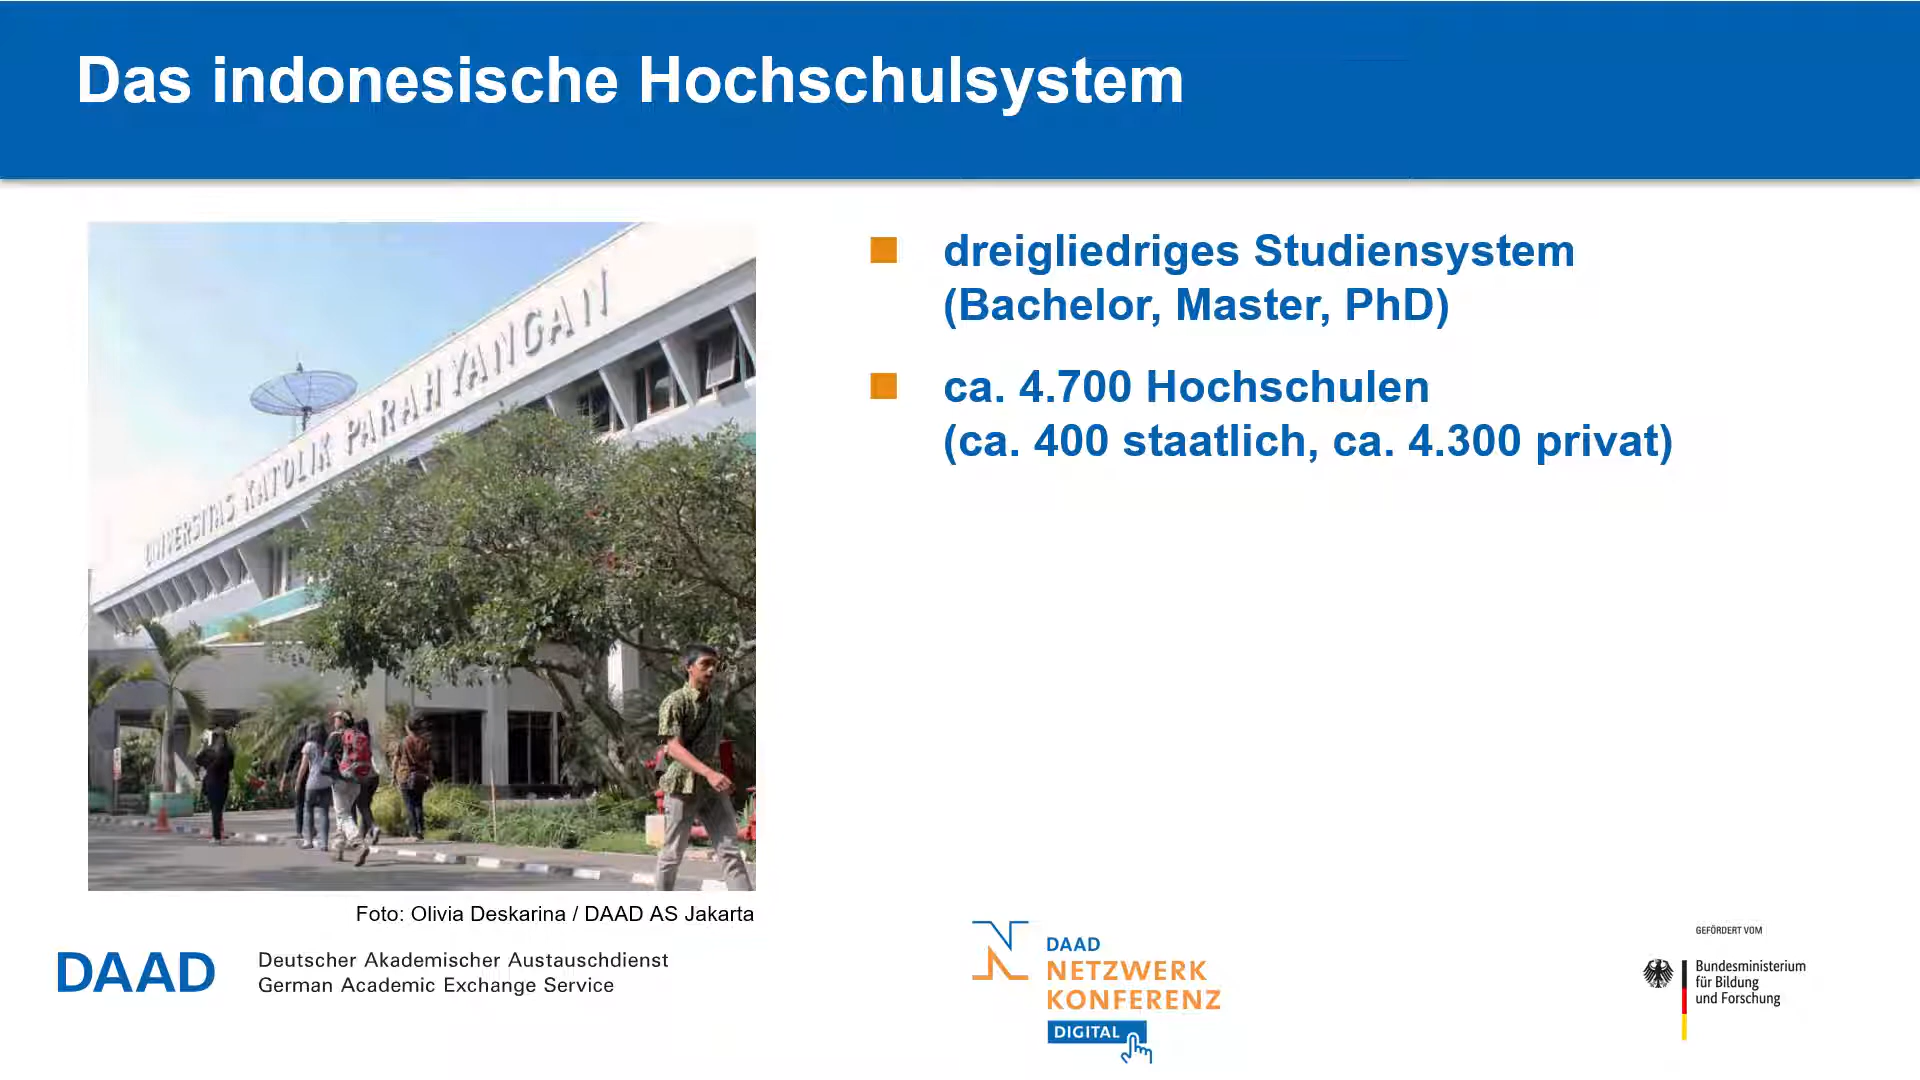 Das indonesische Hochschulsystem
UNIVERSITAS KATOLIK PARAHYANGAN
dreigliedriges Studiensystem
(Bachelor, Master, PhD)
ca. 4.700 Hochschulen
(ca. 400 staatlich, ca. 4.300 privat)
Foto: Olivia Deskarina / DAAD AS Jakarta
DAAD
Deutscher Akademischer Austauschdienst
German Academic Exchange Service
DAAD
NETZWERK
KONFERENZ
DIGITAL
GEFÖRDERT VOM
Bundesministerium
für Bildung
und Forschung